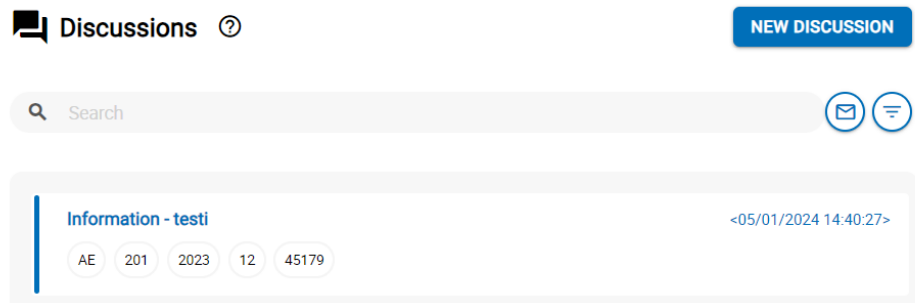 Discussions
NEW DISCUSSION
Search
Information - testi <05/01/2024 14:40:27>
AE 201 2023 12 45179